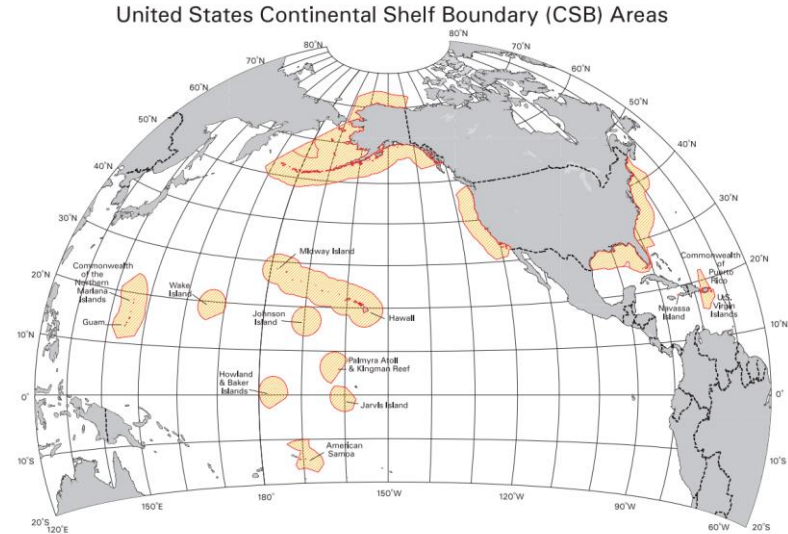 United States Continental Shelf Boundary (CSB) Areas
80˚N
80˚N
70˚N
70˚N
60˚N
60˚N
50˚N
50˚N
40˚N
40˚N
30˚N
30˚N
20˚N
20˚N
10˚N
10˚N
0˚
0˚
10˚S
10˚S
20˚S
20˚S
120˚E
150˚E
180˚
150˚W
120˚W
90˚W
60˚W
Commonwealth
of the
Northern
Mariana
Islands
Guam
Wake
Island
Midway Island
Johnson
Island
Hawaii
Palmyra Atoll
& Kingman Reef
Howland
& Baker
Islands
Jarvis Island
American
Samoa
Commonwealth
of
Puerto
Rico
Navassa
Island
U.S.
Virgin
Islands